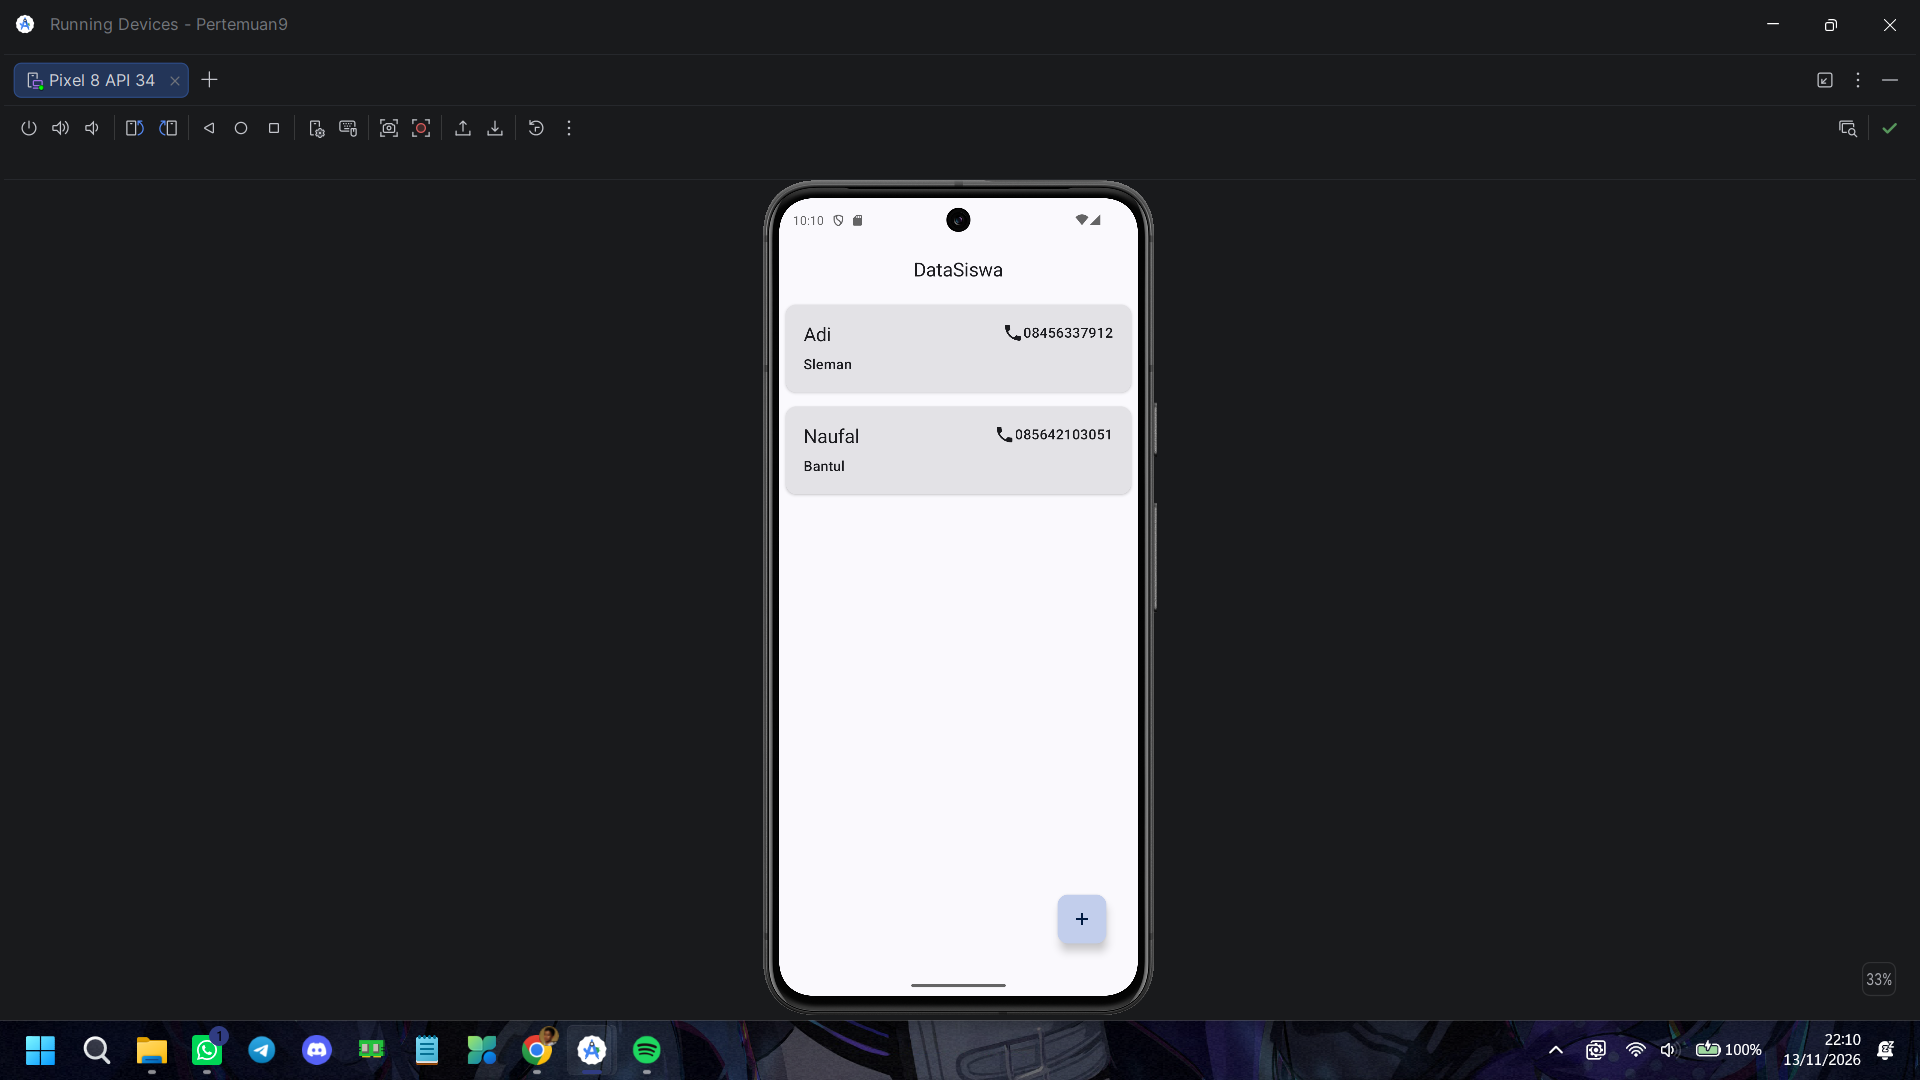 Running Devices - Pertemuan9
Pixel 8 API 34
10:10
DataSiswa
Adi
08456337912
Sleman
Naufal
085642103051
Bantul
33%
1
100%
22:10
13/11/2026